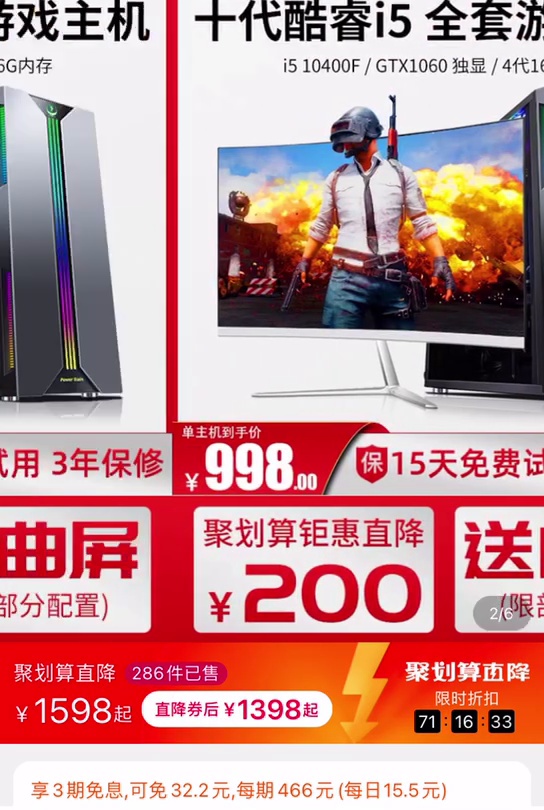 游戏主机
十代酷睿i5 全套游
6G内存
i5 10400F / GTX1060 独显 / 4代16
Power Train
试用 3年保修
单主机到手价
¥998.00
保 15天免费试
曲屏
部分配置)
聚划算钜惠直降
¥200
送
(限部
2/6
聚划算直降 286件已售
¥1598起 直降券后¥1398起
聚划算直降
限时折扣
71:16:33
享3期免息,可免32.2元,每期466元(每日15.5元)